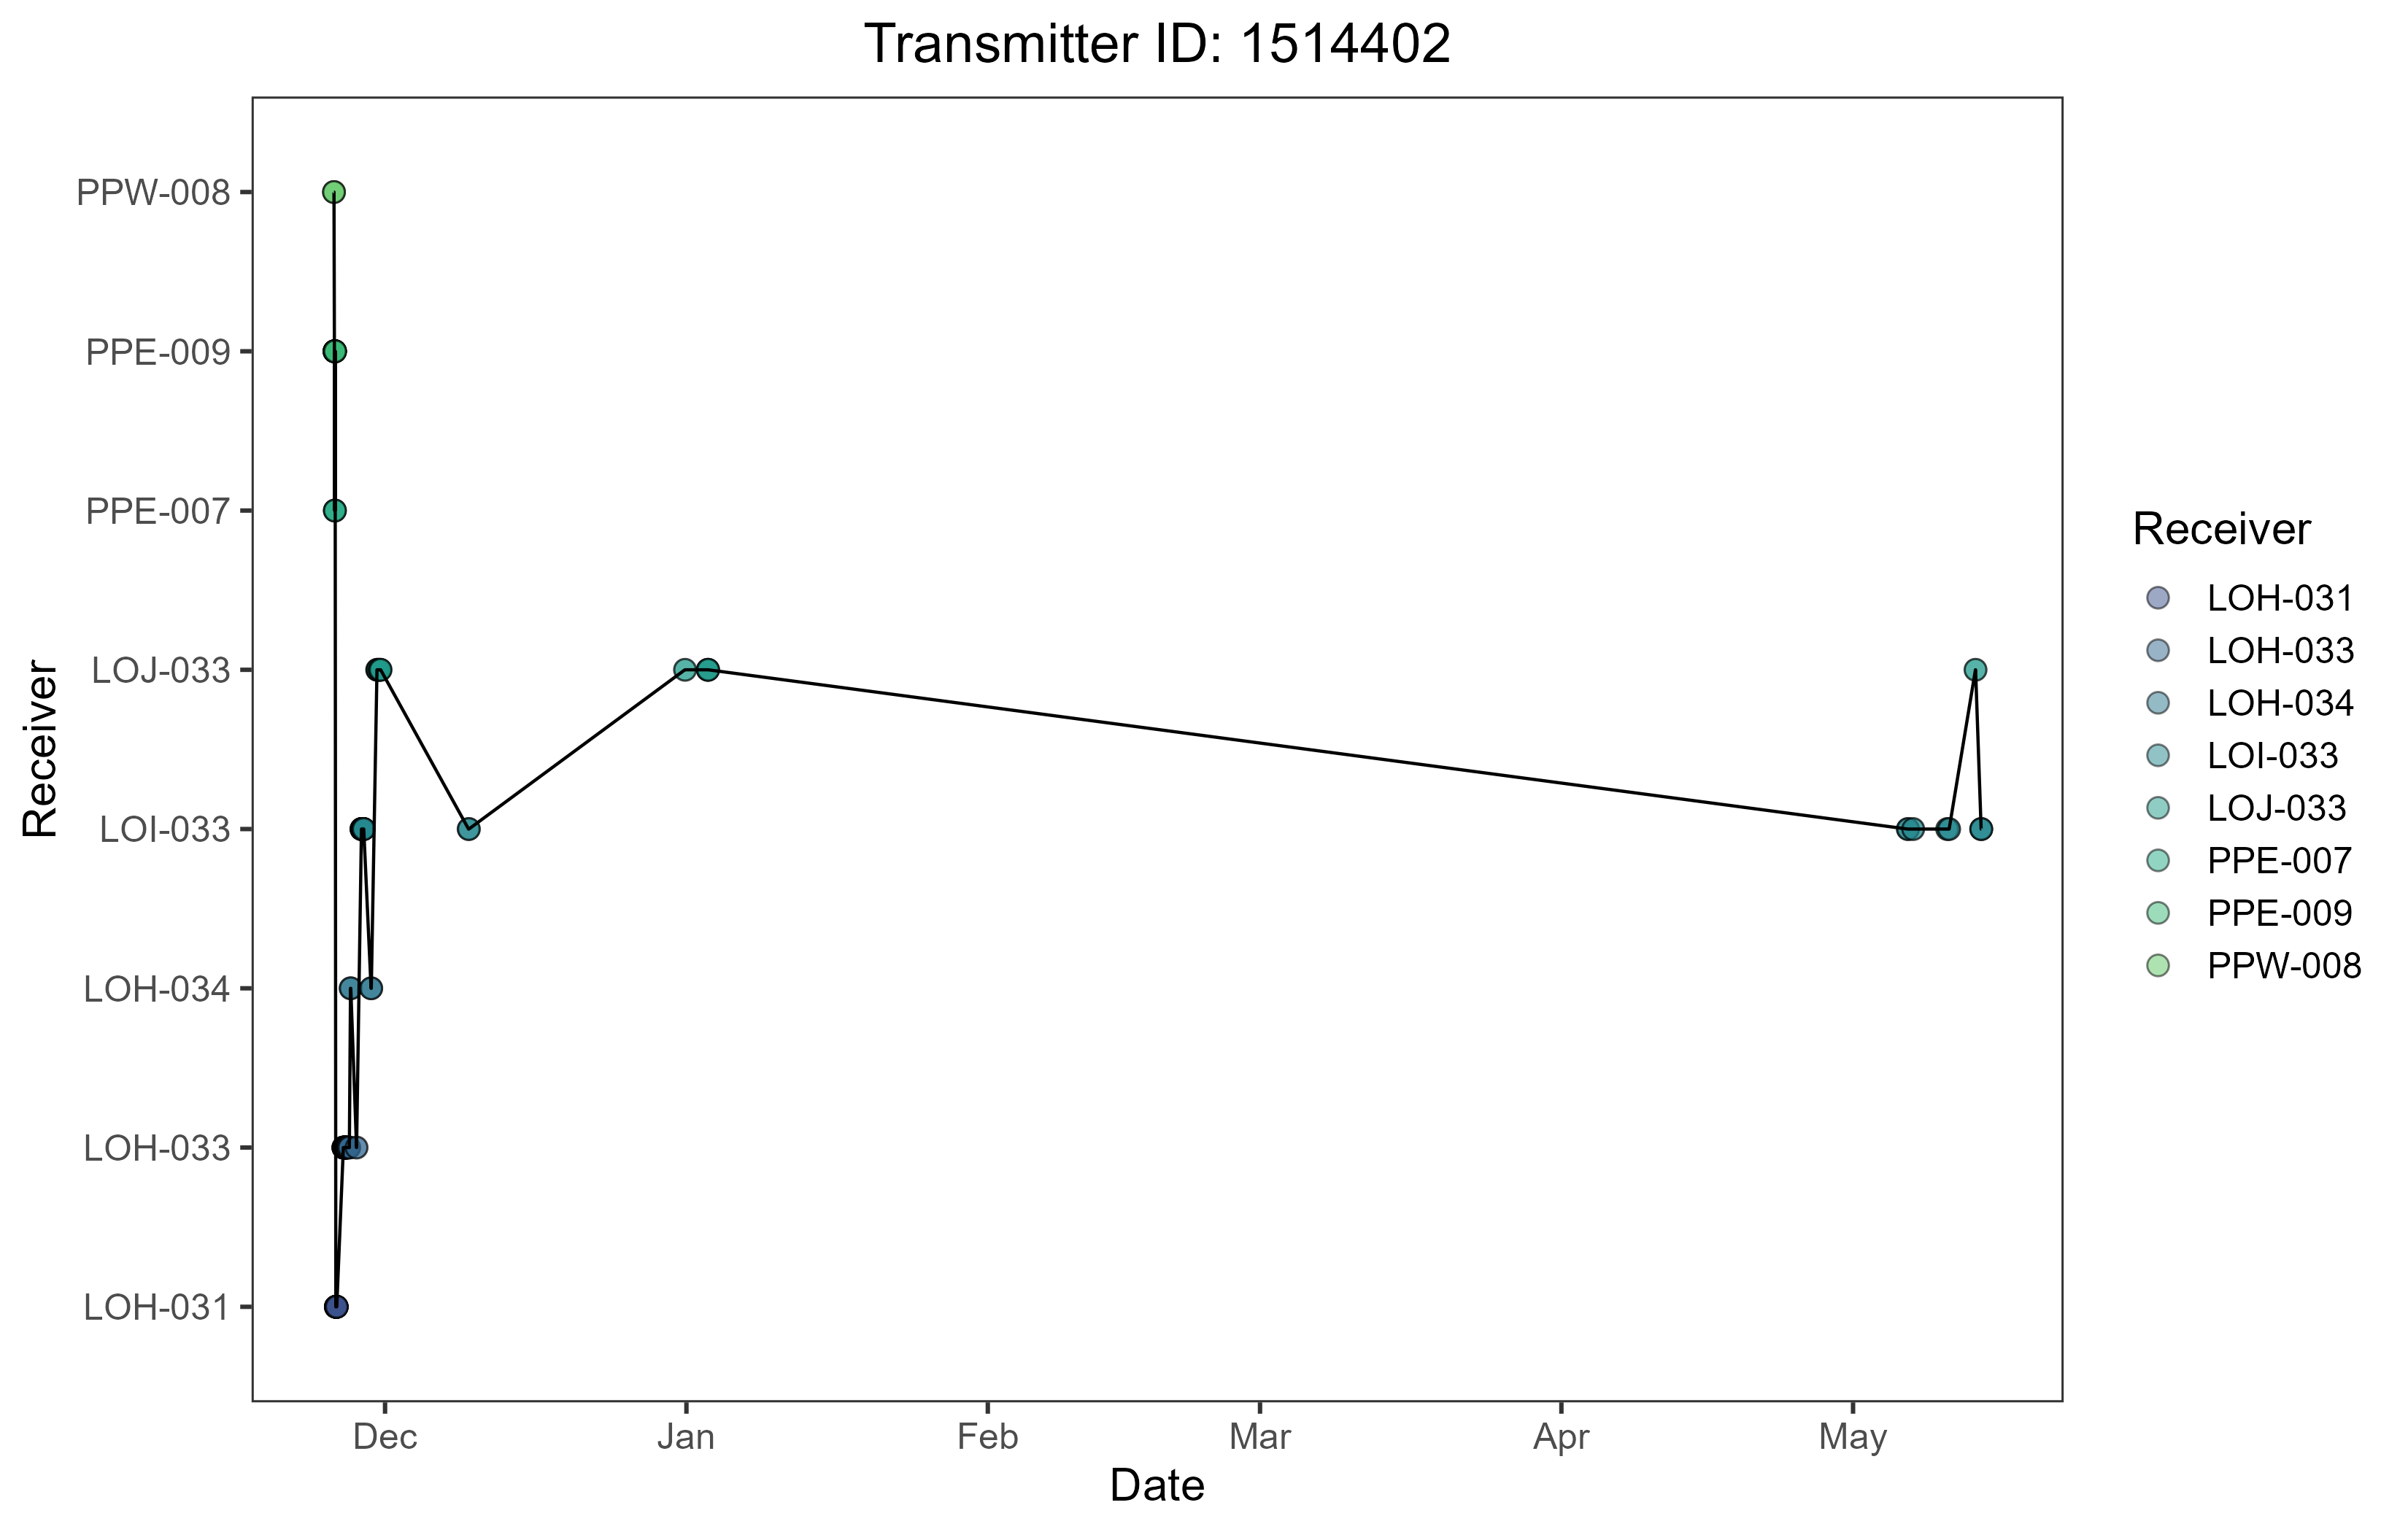 Transmitter ID: 1514402
Receiver
PPW-008
PPE-009
PPE-007
LOJ-033
LOI-033
LOH-034
LOH-033
LOH-031
Dec Jan Feb Mar Apr May
Date
Receiver
LOH-031
LOH-033
LOH-034
LOI-033
LOJ-033
PPE-007
PPE-009
PPW-008